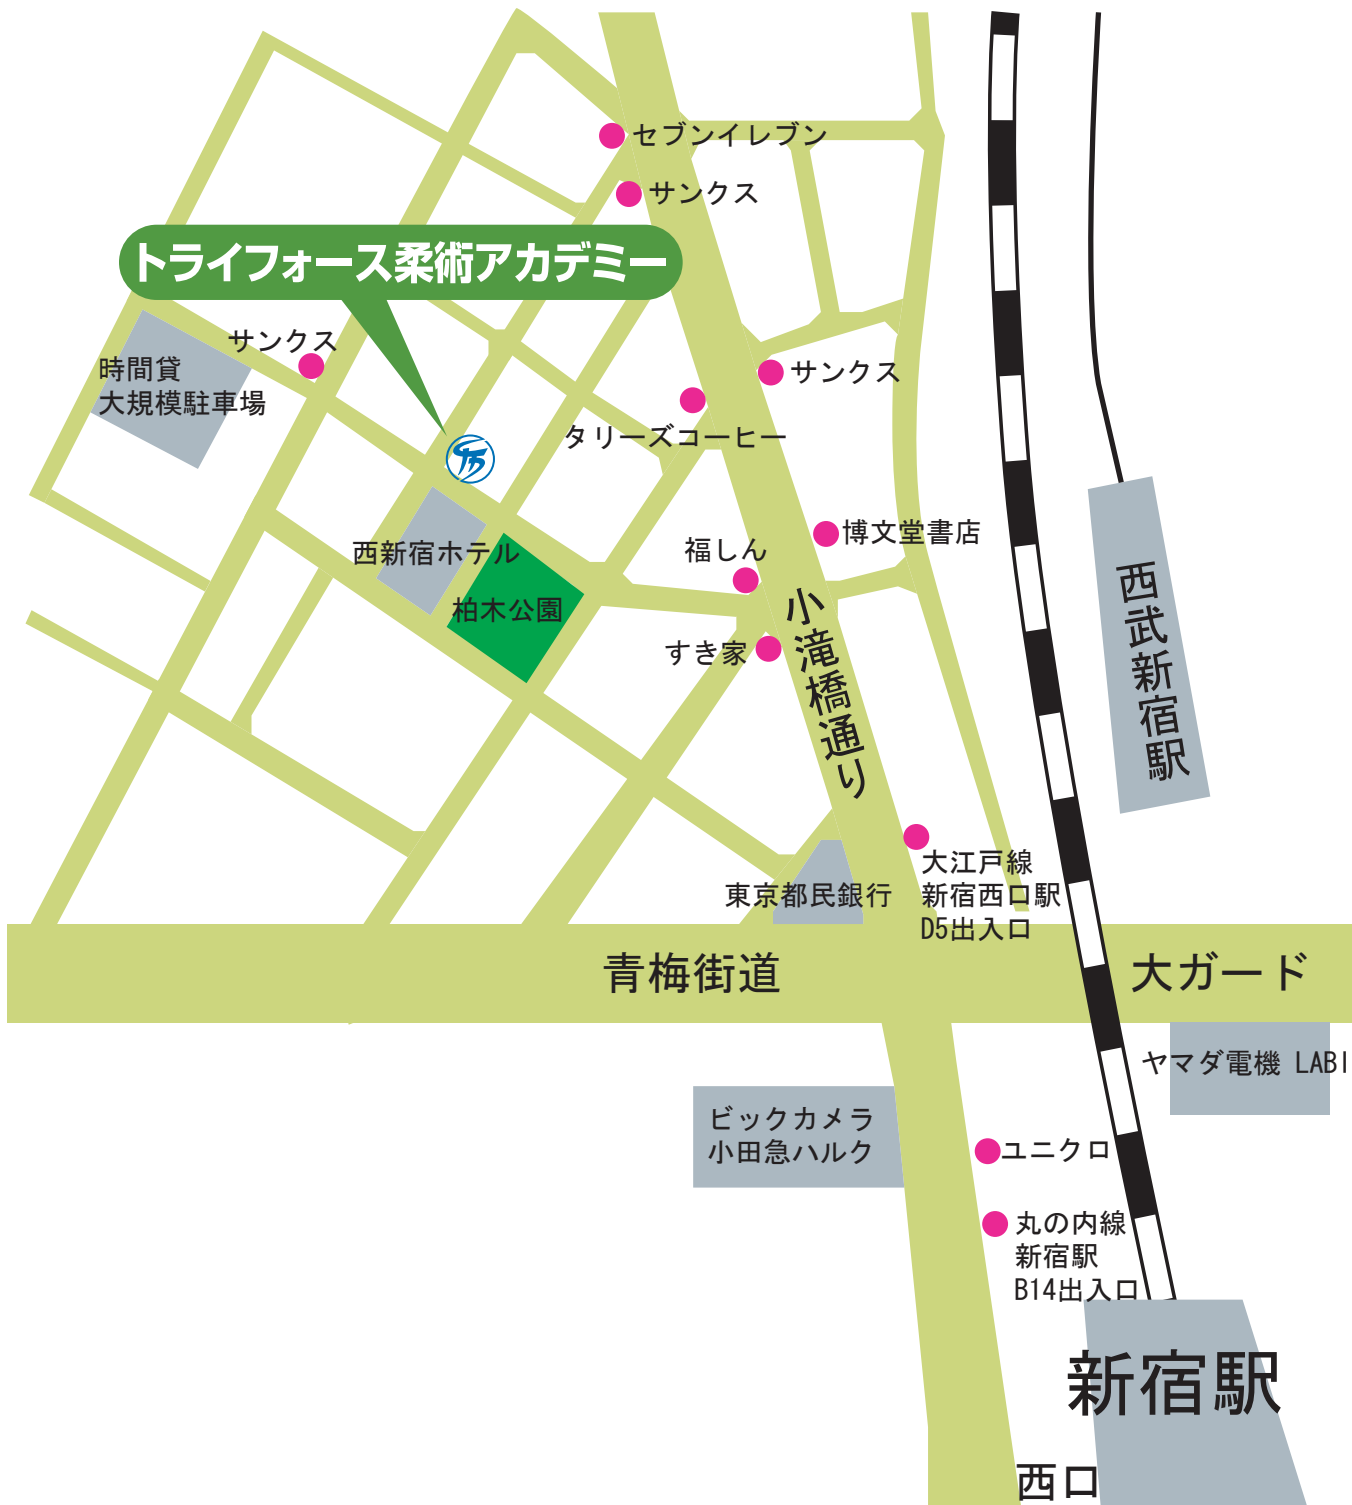 セブンイレブン
サンクス
トライフォース柔術アカデミー
サンクス
時間貸
大規模駐車場
サンクス
タリーズコーヒー
博文堂書店
福しん
西新宿ホテル
柏木公園
すき家
小滝橋通り
西武新宿駅
大江戸線
新宿西口駅
D5出入口
東京都民銀行
青梅街道
大ガード
ヤマダ電機 LABI
ビックカメラ
小田急ハルク
ユニクロ
丸の内線
新宿駅
B14出入口
新宿駅
西口